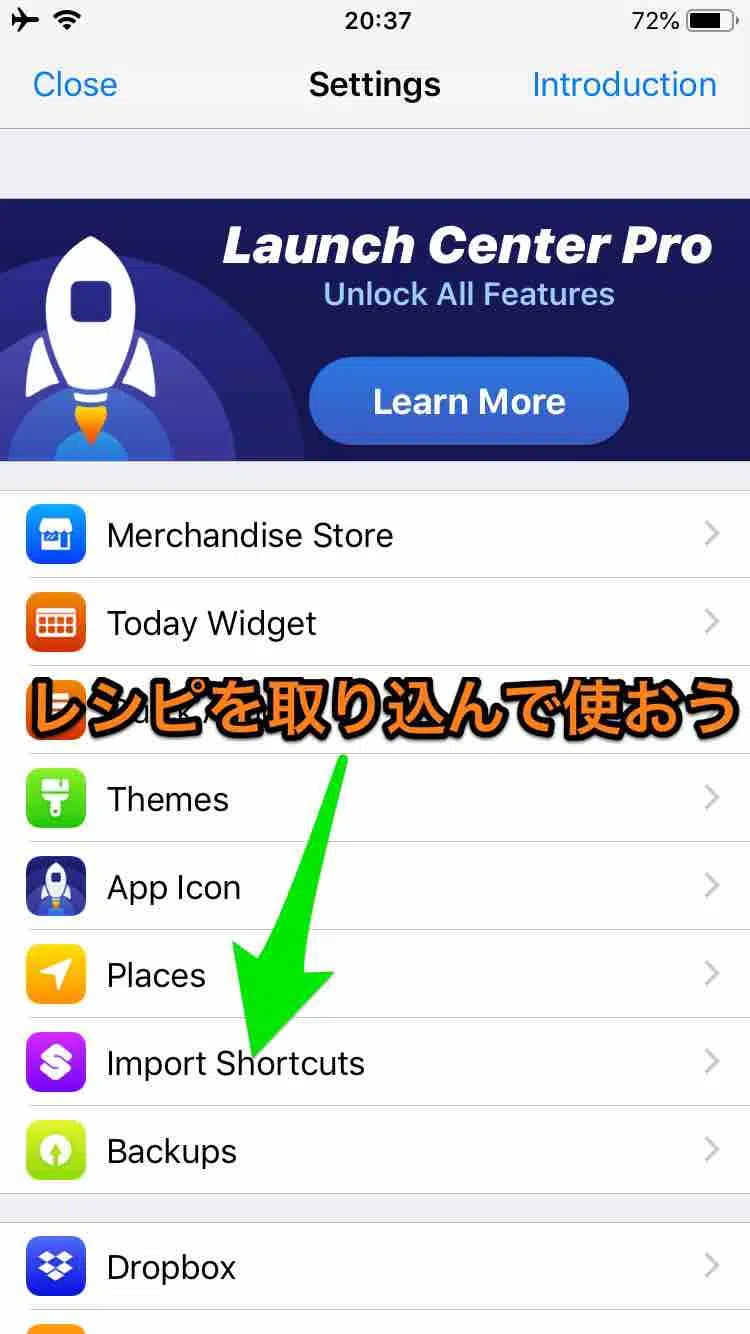 20:37
72%
Close
Settings
Introduction
Launch Center Pro
Unlock All Features
Learn More
Merchandise Store
Today Widget
レシピを取り込んで使おう
Themes
App Icon
Places
Import Shortcuts
Backups
Dropbox